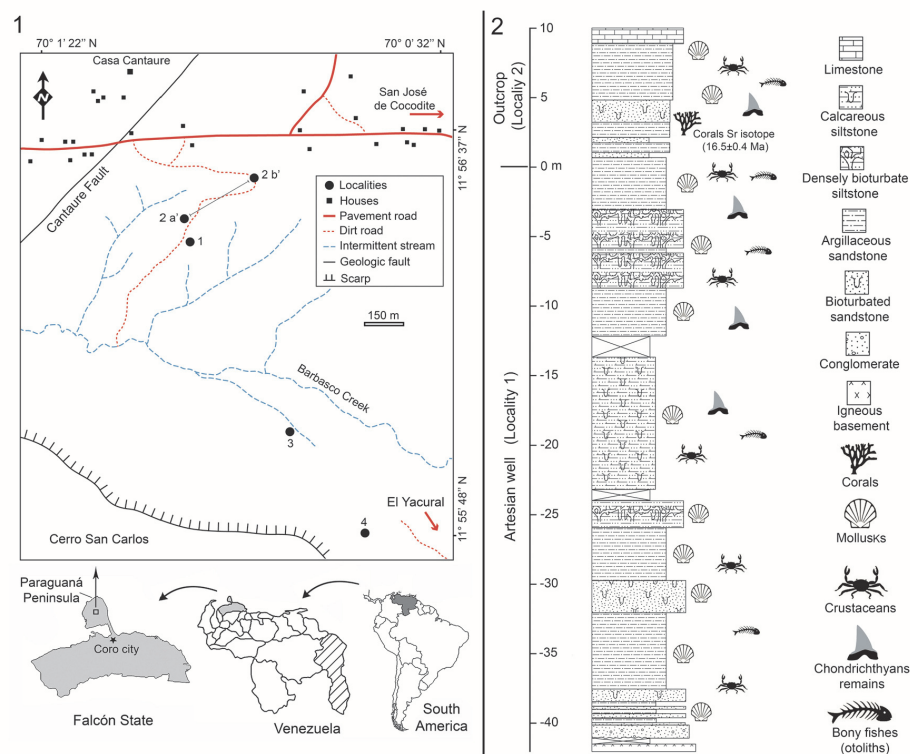 1
70° 1' 22" N
70° 0' 32" N
Casa Cantaure
San José
de Cocodite
11° 56' 37" N
Cantaure Fault
2 b'
2 a'
1
Localities
Houses
Pavement road
Dirt road
Intermittent stream
Geologic fault
Scarp
150 m
Barbasco Creek
3
El Yacural
4
11° 55' 48" N
Cerro San Carlos
Paraguaná
Peninsula
Coro city
Falcón State
Venezuela
South
America
2
Outcrop
(Locality 2)
Artesian well (Locality 1)
10
5
0 m
-5
-10
-15
-20
-25
-30
-35
-40
Corals Sr isotope
(16.5±0.4 Ma)
Limestone
Calcareous
siltstone
Densely bioturbate
siltstone
Argillaceous
sandstone
Bioturbated
sandstone
Conglomerate
Igneous
basement
Corals
Mollusks
Crustaceans
Chondrichthyans
remains
Bony fishes
(otoliths)